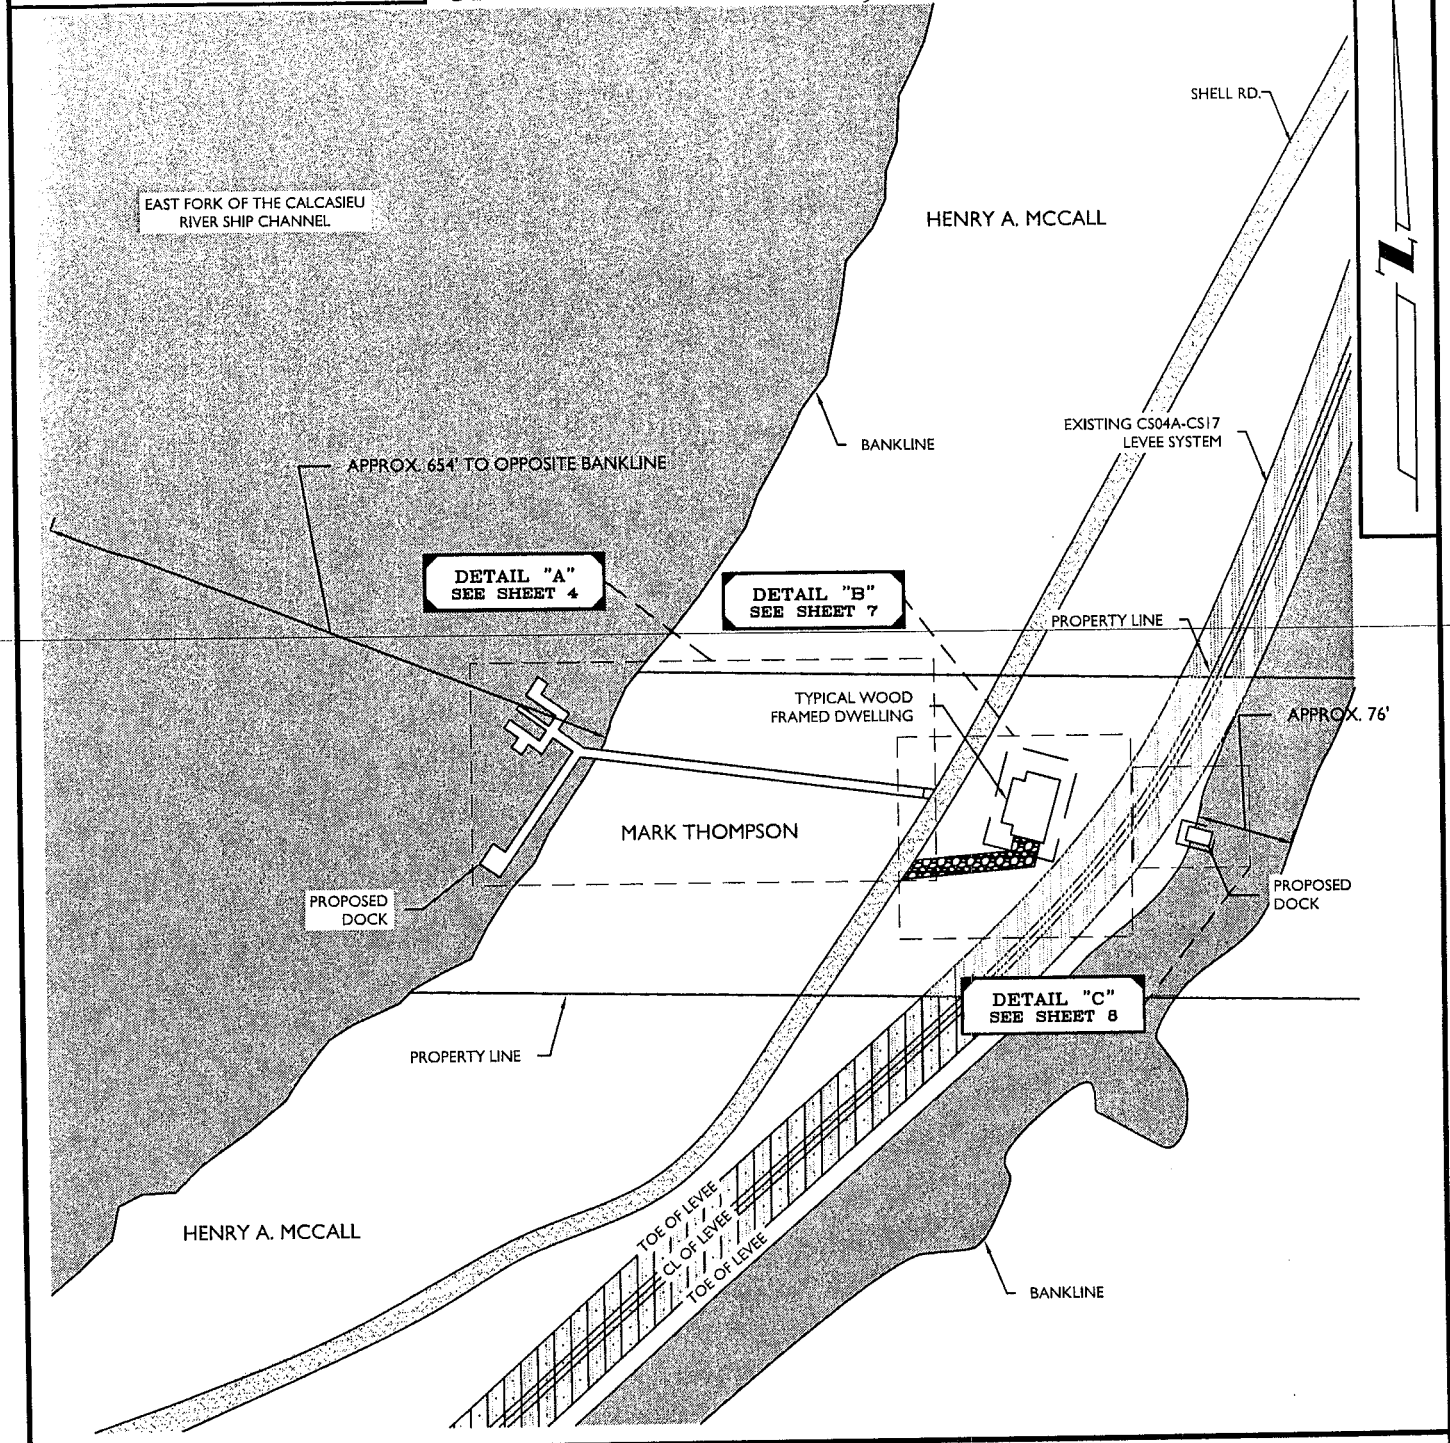 SHELL RD.
EAST FORK OF THE CALCASIEU
RIVER SHIP CHANNEL
HENRY A. MCCALL
Z
EXISTING CS04A-CS17
LEVEE SYSTEM
BANKLINE
APPROX. 654' TO OPPOSITE BANKLINE
DETAIL "A"
SEE SHEET 4
DETAIL "B"
SEE SHEET 7
PROPERTY LINE
TYPICAL WOOD
FRAMED DWELLING
APPROX. 76'
MARK THOMPSON
PROPOSED
DOCK
PROPOSED
DOCK
DETAIL "C"
SEE SHEET 8
PROPERTY LINE
TOE OF LEVEE
CL OF LEVEE
TOE OF LEVEE
HENRY A. MCCALL
BANKLINE